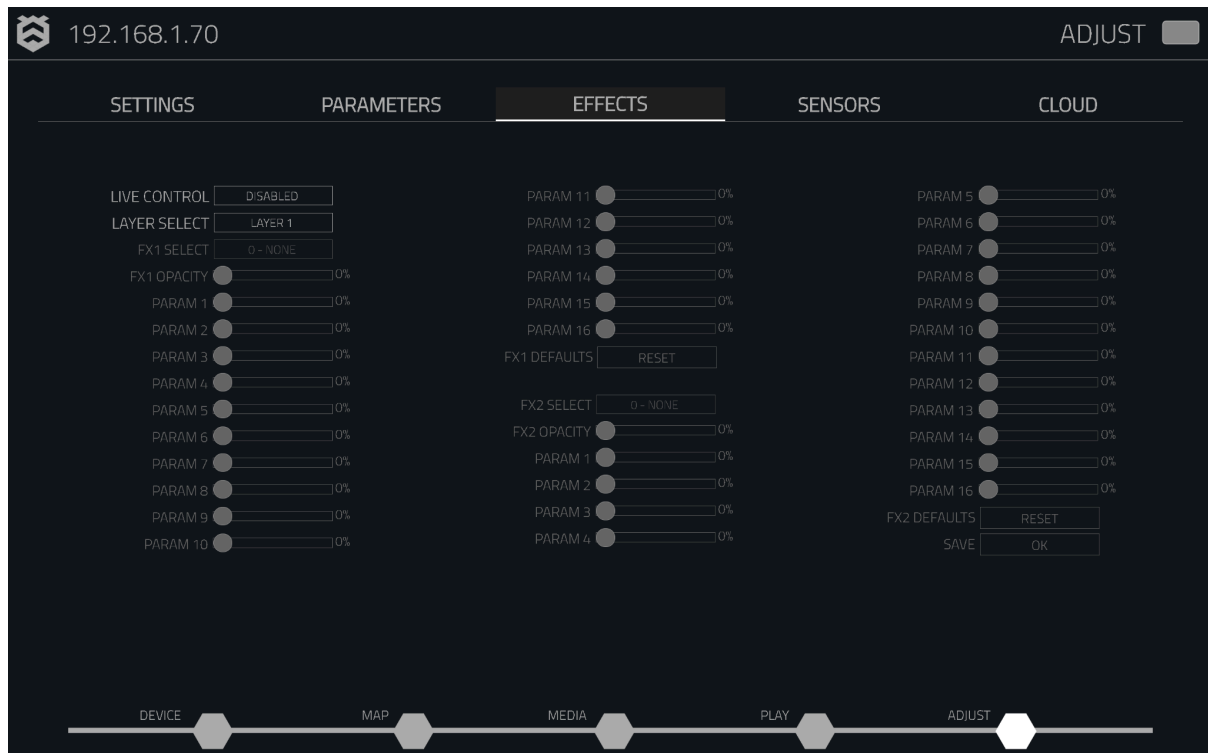 192.168.1.70
ADJUST
SETTINGS
PARAMETERS
EFFECTS
SENSORS
CLOUD
LIVE CONTROL DISABLED
LAYER SELECT LAYER 1
FX1 SELECT 0 - NONE
FX1 OPACITY 0%
PARAM 1 0%
PARAM 2 0%
PARAM 3 0%
PARAM 4 0%
PARAM 5 0%
PARAM 6 0%
PARAM 7 0%
PARAM 8 0%
PARAM 9 0%
PARAM 10 0%
PARAM 11 0%
PARAM 12 0%
PARAM 13 0%
PARAM 14 0%
PARAM 15 0%
PARAM 16 0%
FX1 DEFAULTS RESET
FX2 SELECT 0 - NONE
FX2 OPACITY 0%
PARAM 1 0%
PARAM 2 0%
PARAM 3 0%
PARAM 4 0%
PARAM 5 0%
PARAM 6 0%
PARAM 7 0%
PARAM 8 0%
PARAM 9 0%
PARAM 10 0%
PARAM 11 0%
PARAM 12 0%
PARAM 13 0%
PARAM 14 0%
PARAM 15 0%
PARAM 16 0%
FX2 DEFAULTS RESET
SAVE OK
DEVICE
MAP
MEDIA
PLAY
ADJUST